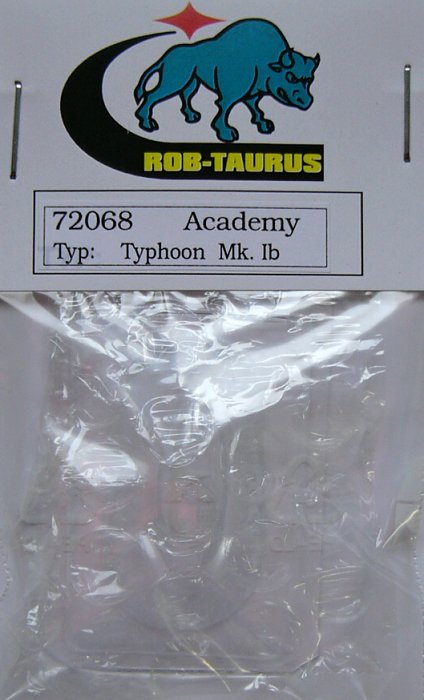 ROB-TAURUS
72068 Academy
Typ: Typhoon Mk. Ib